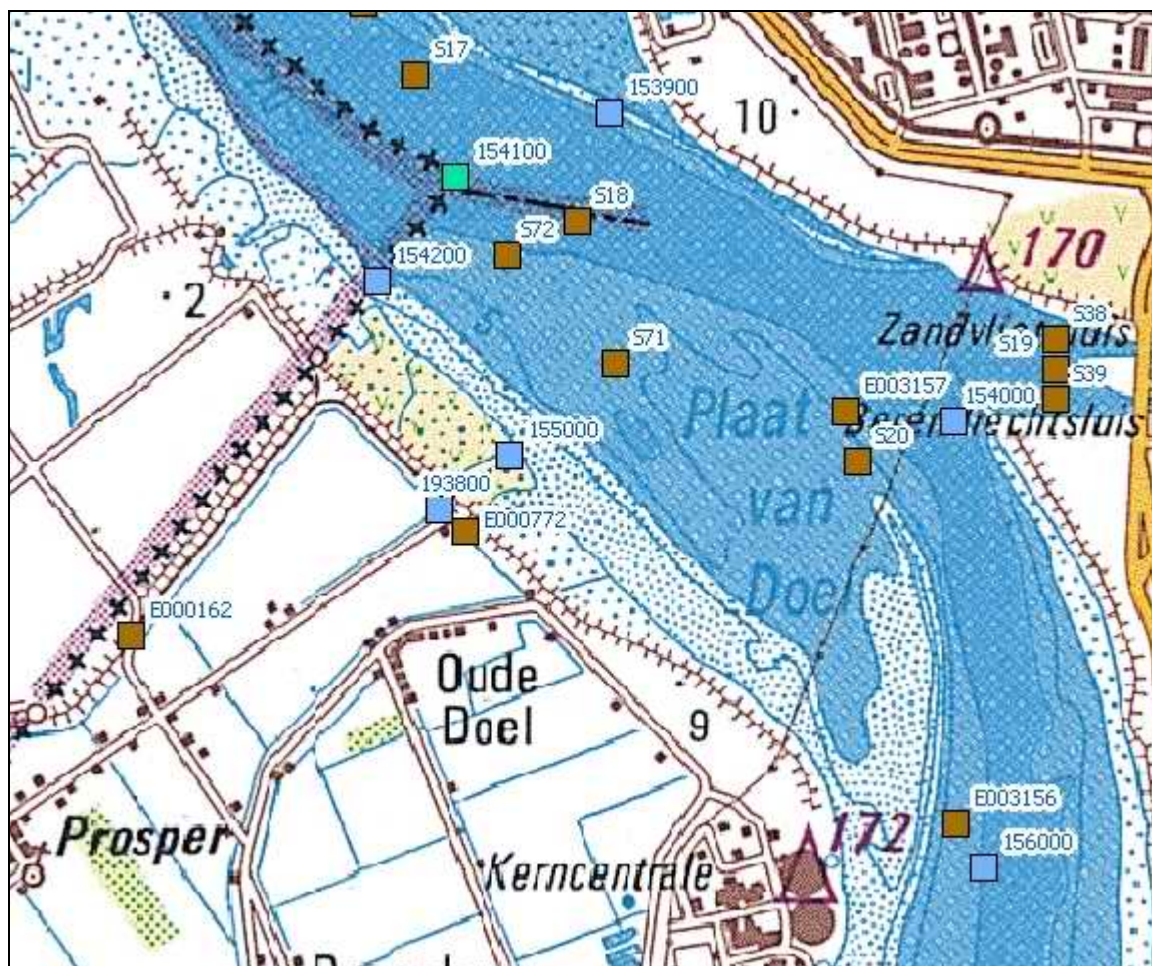 S17
153900
10
154100
S18
S72
170
154200
2
S38
Zandvlietsluis
S19
S71
S39
E003157
154000
Plaat
Berendrechtsluis
155000
S20
193800
van
E000772
Doel
E000162
Oude
Doel
9
E003156
Prosper
172
156000
Kerncentrale